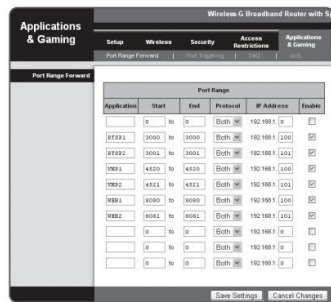 Wireless-G Broadband Router with Sp
Applications & Gaming
Setup Wireless Security Access Restrictions Applications & Gaming
Port Range Forward | Port Triggering | DMZ | QoS
Port Range Forward
Port Range
Application Start End Protocol IP Address Enable
0 to 0 Both 192.168.1. 0
RTSP1 3000 to 3000 Both 192.168.1. 100
RTSP2 3001 to 3001 Both 192.168.1. 101
VNP1 4520 to 4520 Both 192.168.1. 100
VNP2 4521 to 4521 Both 192.168.1. 101
WEB1 8080 to 8080 Both 192.168.1. 100
WEB2 8081 to 8081 Both 192.168.1. 101
0 to 0 Both 192.168.1. 0
0 to 0 Both 192.168.1. 0
0 to 0 Both 192.168.1. 0
Save Settings Cancel Changes